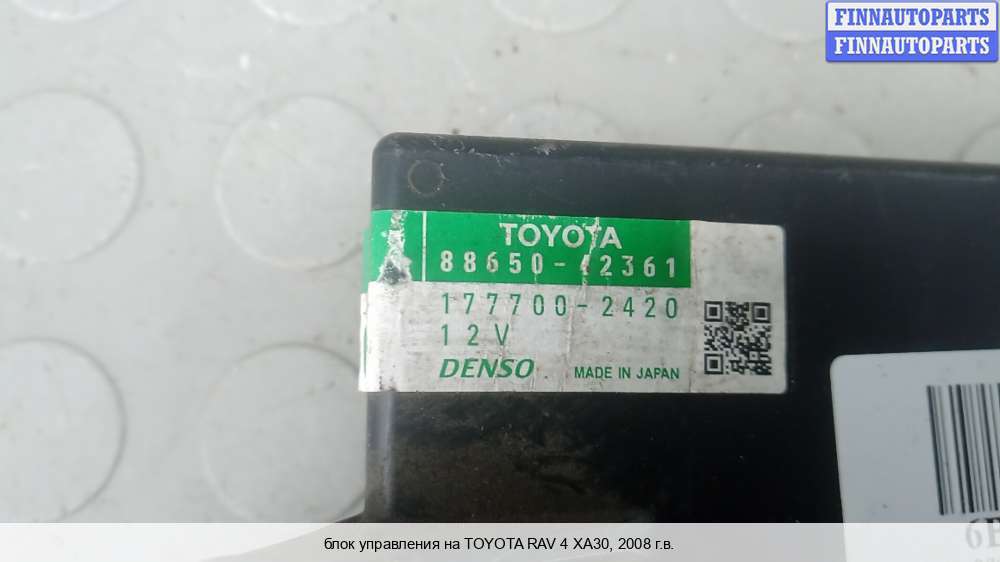 FINNAUTOPARTS
FINNAUTOPARTS
TOYOTA
88650-42361
177700-2420
12V
DENSO MADE IN JAPAN
блок управления на TOYOTA RAV 4 XA30, 2008 г.в.